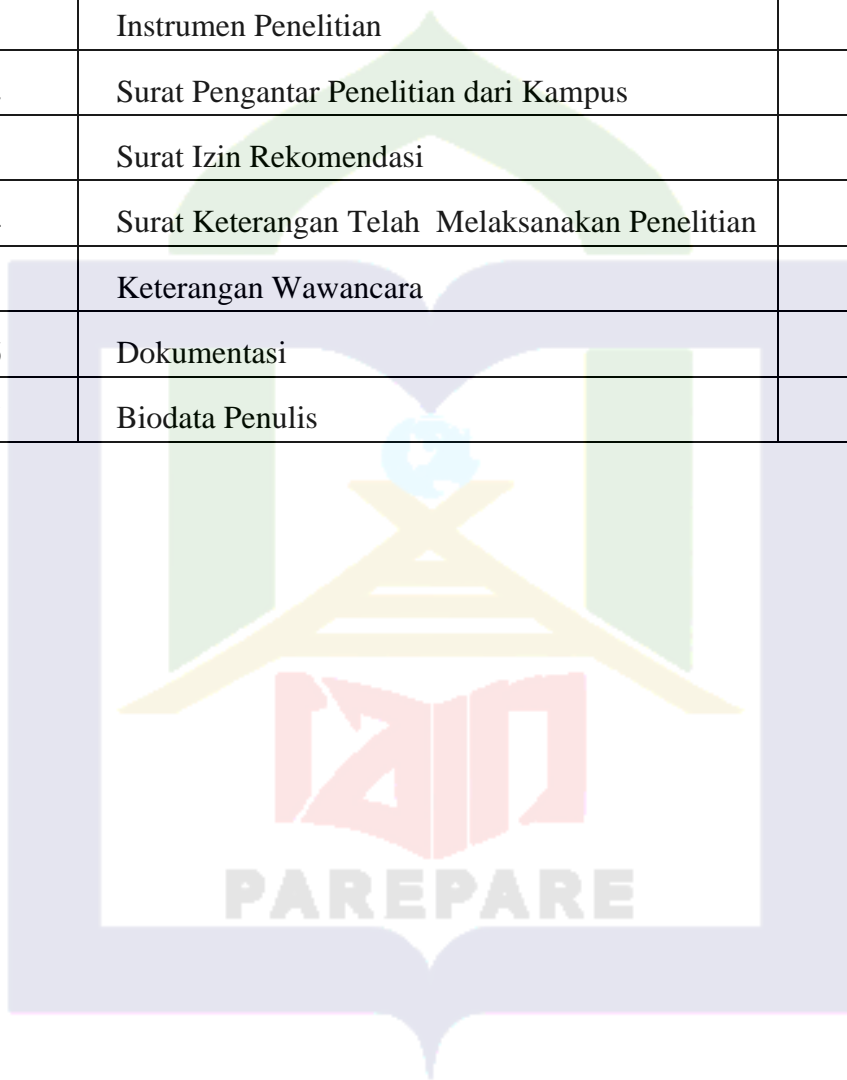 Instrumen Penelitian
Surat Pengantar Penelitian dari Kampus
Surat Izin Rekomendasi
Surat Keterangan Telah  Melaksanakan Penelitian
Keterangan Wawancara
Dokumentasi
Biodata Penulis
iain
PAREPARE